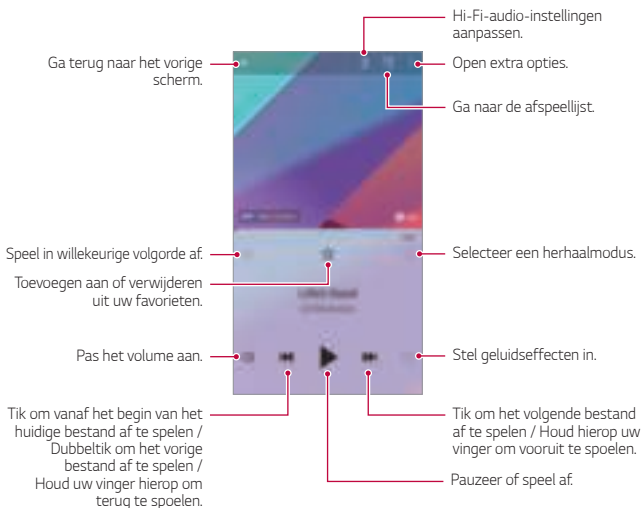 Hi-Fi-audio-instellingen
aanpassen.
Ga terug naar het vorige
scherm.
Open extra opties.
Ga naar de afspeellijst.
Speel in willekeurige volgorde af.
Selecteer een herhaalmodus.
Toevoegen aan of verwijderen
uit uw favorieten.
Pas het volume aan.
Stel geluidseffecten in.
Tik om vanaf het begin van het
huidige bestand af te spelen /
Dubbeltik om het vorige
bestand af te spelen /
Houd uw vinger hierop om
terug te spoelen.
Tik om het volgende bestand
af te spelen / Houd hierop uw
vinger om vooruit te spoelen.
Pauzeer of speel af.